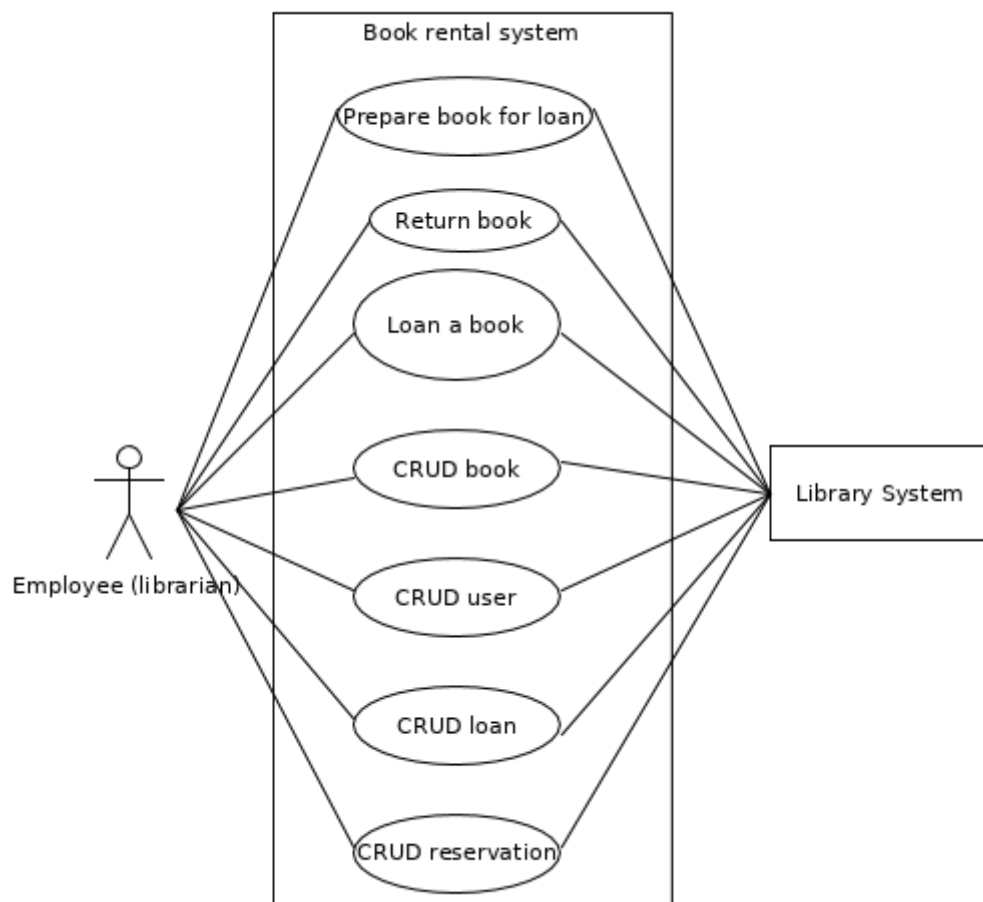 Book rental system
Prepare book for loan
Return book
Loan a book
CRUD book
Library System
Employee (librarian)
CRUD user
CRUD loan
CRUD reservation